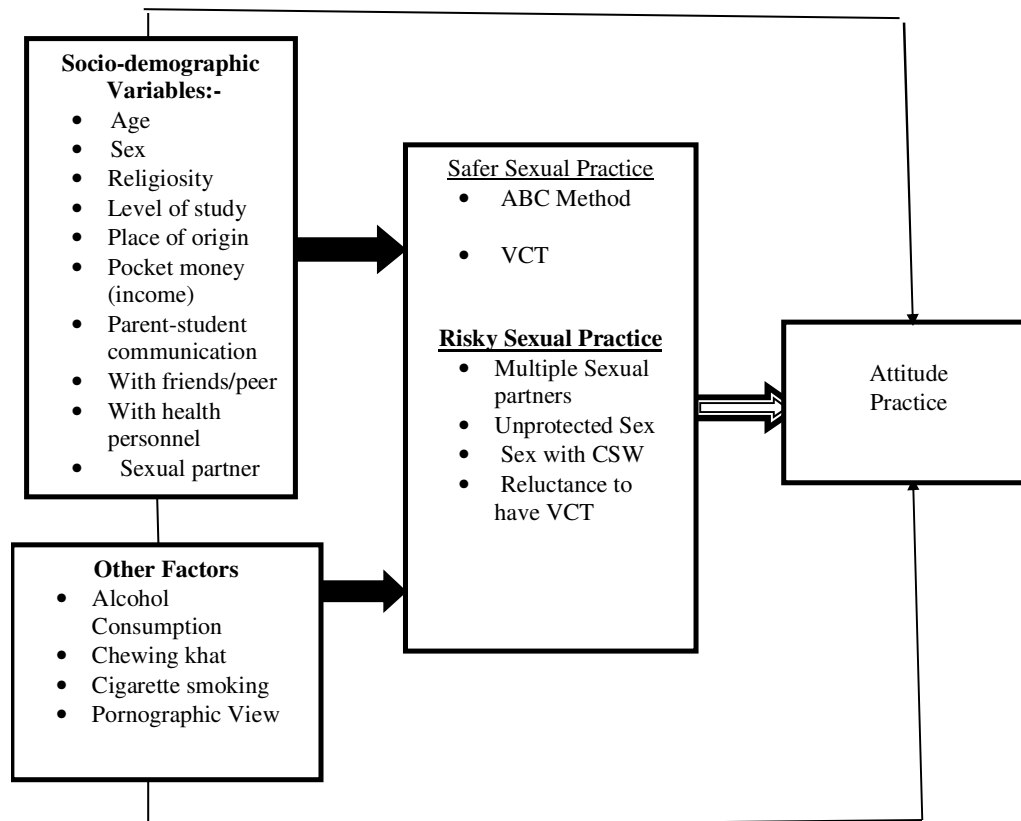 Socio-demographic
Variables:-
• Age
• Sex
• Religiosity
• Level of study
• Place of origin
• Pocket money
(income)
• Parent-student
communication
• With friends/peer
• With health
personnel
• Sexual partner
Other Factors
• Alcohol
Consumption
• Chewing khat
• Cigarette smoking
• Pornographic View
Safer Sexual Practice
• ABC Method
• VCT
Risky Sexual Practice
• Multiple Sexual
partners
• Unprotected Sex
• Sex with CSW
• Reluctance to
have VCT
Attitude
Practice